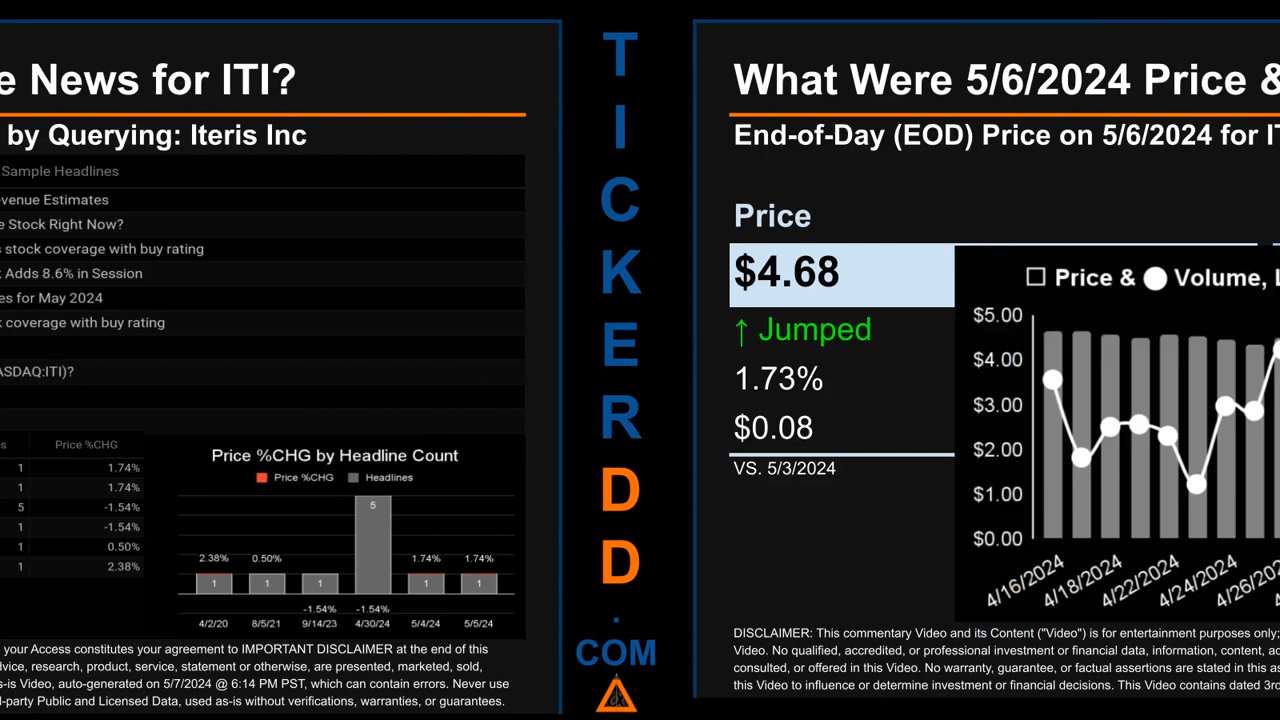 e News for ITI?
by Querying: Iteris Inc
Sample Headlines
venue Estimates
e Stock Right Now?
s stock coverage with buy rating
Adds 8.6% in Session
es for May 2024
coverage with buy rating
ASDAQ:ITI)?
s Price %CHG
1 1.74%
1 1.74%
5 -1.54%
1 -1.54%
1 0.50%
1 2.38%
Price %CHG by Headline Count
Price %CHG Headlines
5
2.38% 0.50% 1.74% 1.74%
1 1 1 1 1
-1.54% -1.54%
4/2/20 8/5/21 9/14/23 4/30/24 5/4/24 5/5/24
your Access constitutes your agreement to IMPORTANT DISCLAIMER at the end of this
dvice, research, product, service, statement or otherwise, are presented, marketed, sold,
s-is Video, auto-generated on 5/7/2024 @ 6:14 PM PST, which can contain errors. Never use
d-party Public and Licensed Data, used as-is without verifications, warranties, or guarantees.
T
I
C
K
E
R
D
D
.
COM
What Were 5/6/2024 Price &
End-of-Day (EOD) Price on 5/6/2024 for IT
Price
$4.68
↑ Jumped
1.73%
$0.08
VS. 5/3/2024
Price & Volume, L
$5.00
$4.00
$3.00
$2.00
$1.00
$0.00
4/16/2024 4/18/2024 4/22/2024 4/24/2024 4/26/2024
DISCLAIMER: This commentary Video and its Content ("Video") is for entertainment purposes only;
Video. No qualified, accredited, or professional investment or financial data, information, content, ad
consulted, or offered in this Video. No warranty, guarantee, or factual assertions are stated in this as
this Video to influence or determine investment or financial decisions. This Video contains dated 3rd